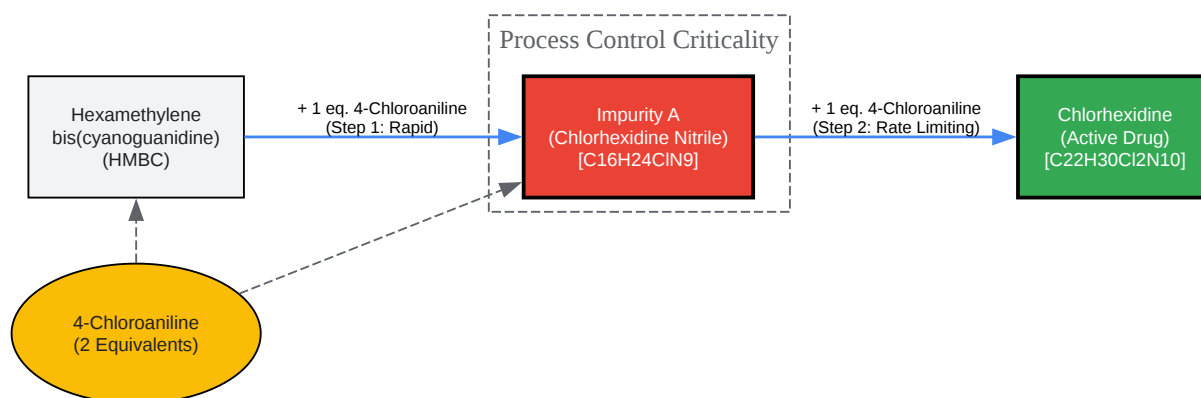 Process Control Criticality
Hexamethylene
bis(cyanoguanidine)
(HMBC)
+ 1 eq. 4-Chloroaniline
(Step 1: Rapid)
Impurity A
(Chlorhexidine Nitrile)
[C16H24ClN9]
+ 1 eq. 4-Chloroaniline
(Step 2: Rate Limiting)
Chlorhexidine
(Active Drug)
[C22H30Cl2N10]
4-Chloroaniline
(2 Equivalents)